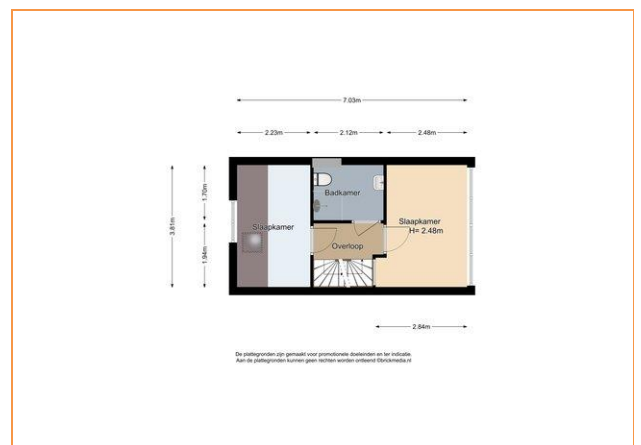 7.03m
2.23m
2.12m
2.48m
3.81m
1.70m
1.94m
Badkamer
Slaapkamer
Slaapkamer
H= 2.48m
Overloop
2.84m
De plattegronden zijn gemaakt voor promotionele doeleinden en ter indicatie.
Aan de plattegronden kunnen geen rechten worden ontleend ©brickmedia.nl